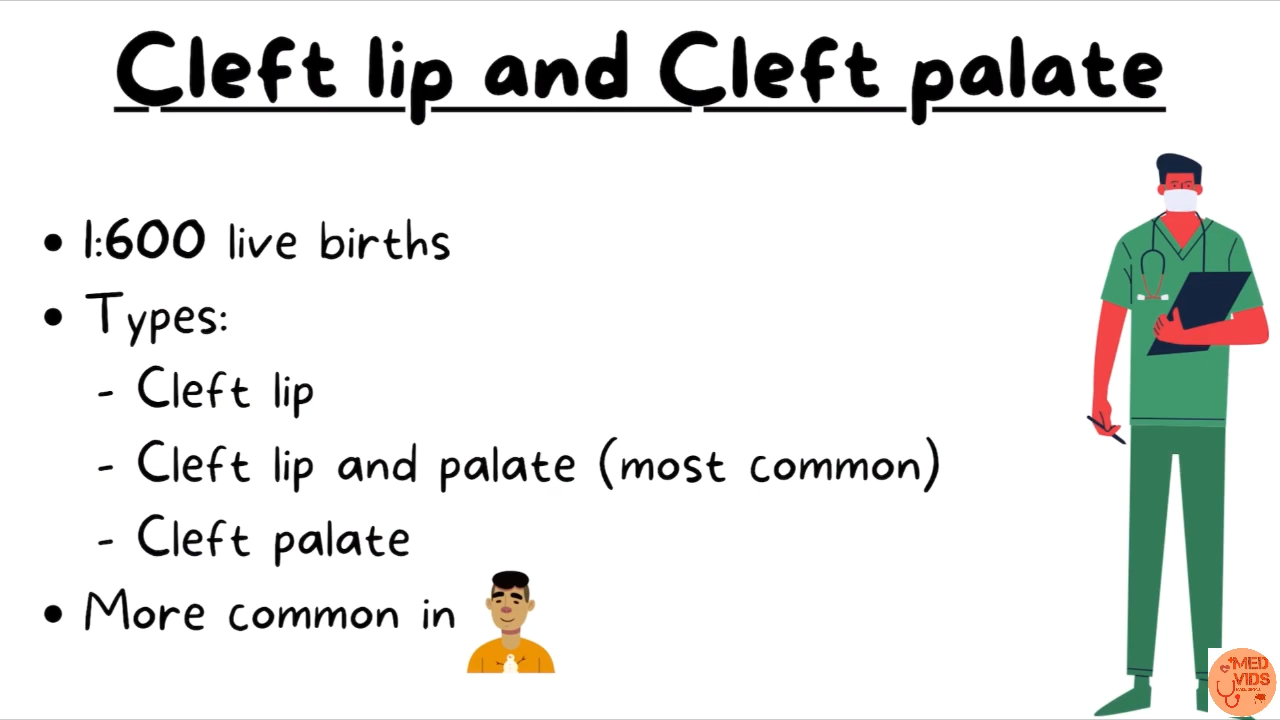 Cleft lip and Cleft palate
• 1:600 live births
• Types:
- Cleft lip
- Cleft lip and palate (most common)
- Cleft palate
• More common in
MED
VIDS